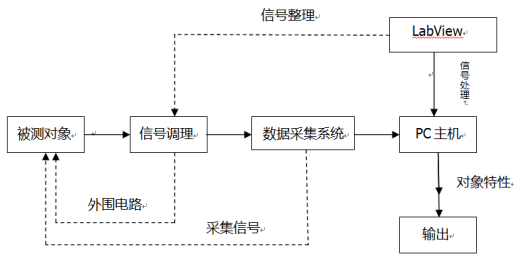 信号整理
LabView
信号处理
被测对象
信号调理
数据采集系统
PC主机
外围电路
对象特性
采集信号
输出